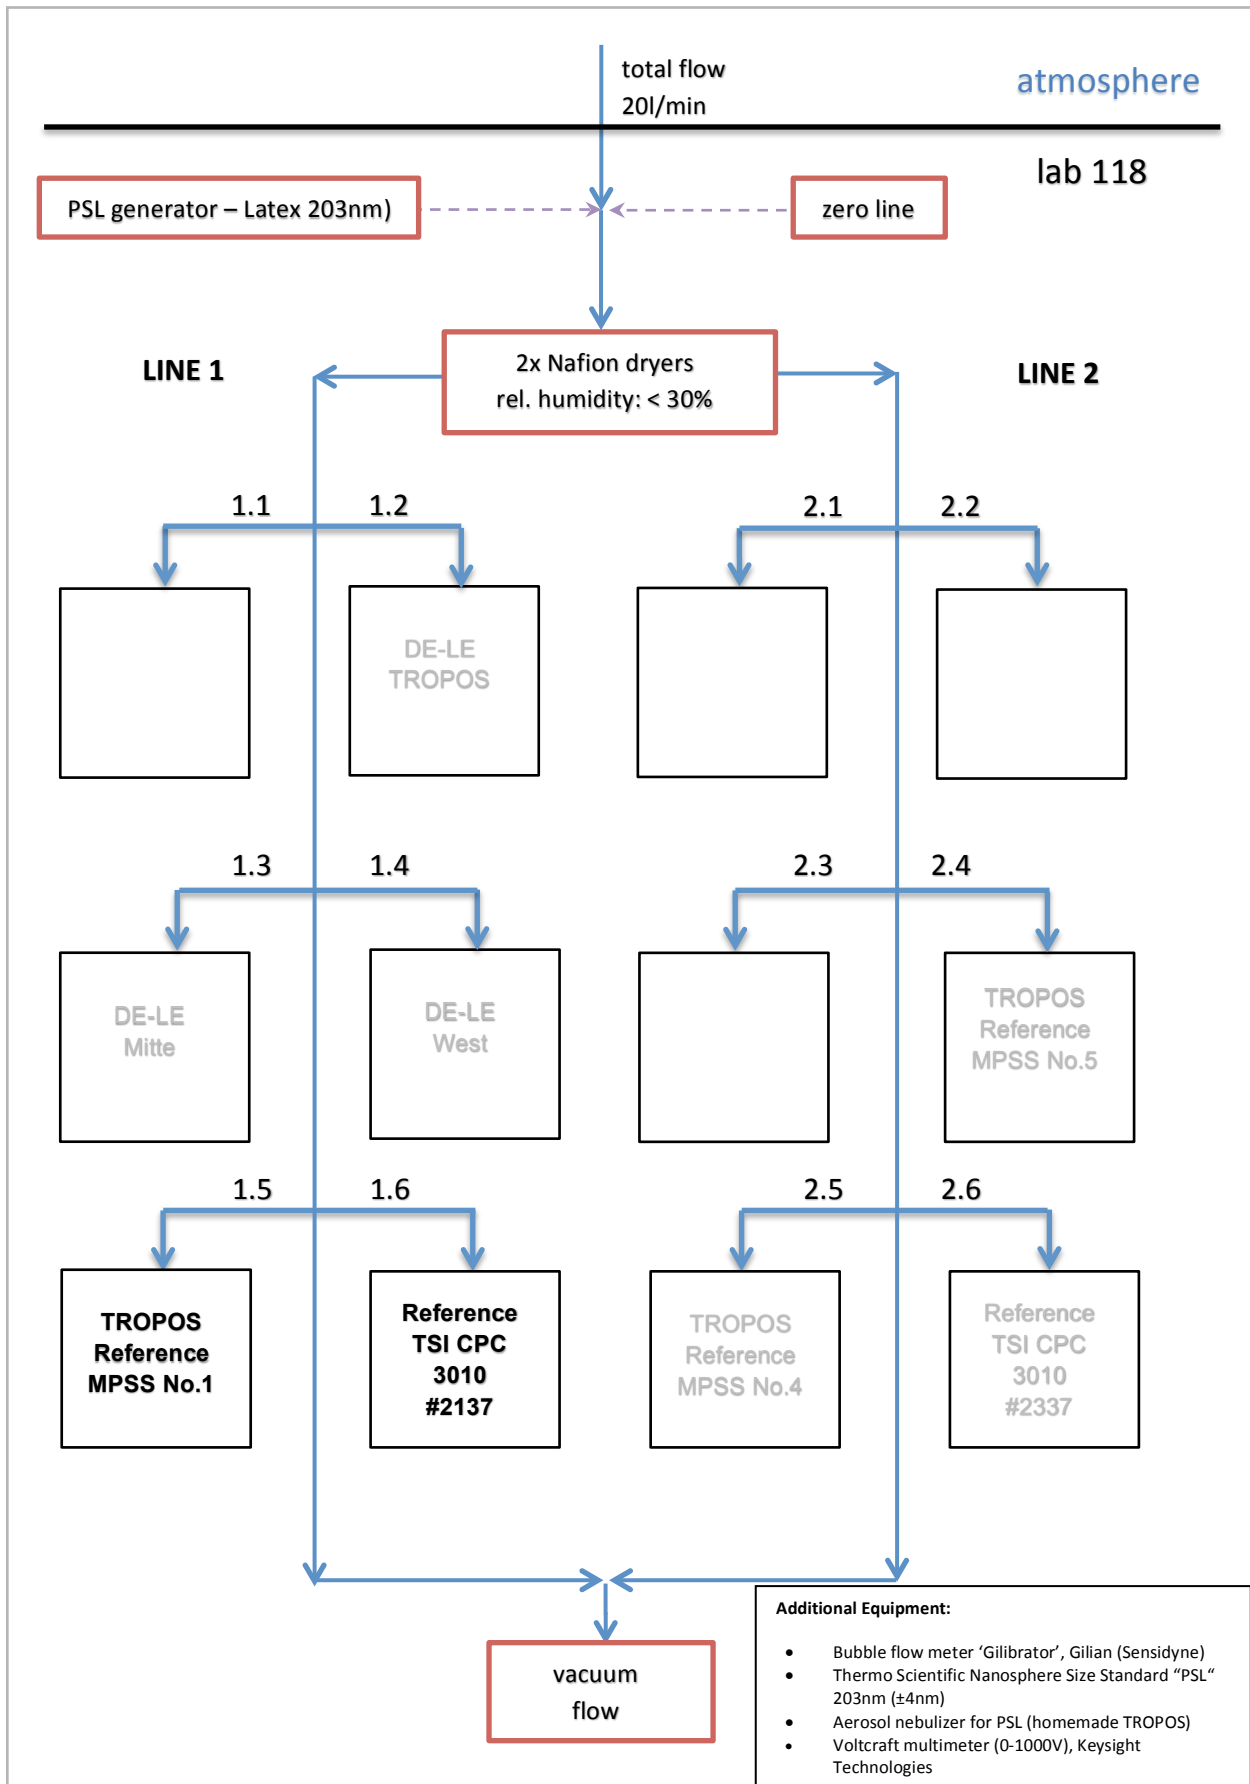 total flow
20l/min
atmosphere
lab 118
PSL generator – Latex 203nm)
zero line
2x Nafion dryers
rel. humidity: < 30%
LINE 1
LINE 2
1.1
1.2
2.1
2.2
DE-LE
TROPOS
1.3
1.4
2.3
2.4
DE-LE
Mitte
DE-LE
West
TROPOS
Reference
MPSS No.5
1.5
1.6
2.5
2.6
TROPOS
Reference
MPSS No.1
Reference
TSI CPC
3010
#2137
TROPOS
Reference
MPSS No.4
Reference
TSI CPC
3010
#2337
vacuum
flow
Additional Equipment:
• Bubble flow meter ‘Gilibrator’, Gilian (Sensidyne)
• Thermo Scientific Nanosphere Size Standard “PSL“
203nm (±4nm)
• Aerosol nebulizer for PSL (homemade TROPOS)
• Voltcraft multimeter (0-1000V), Keysight
Technologies